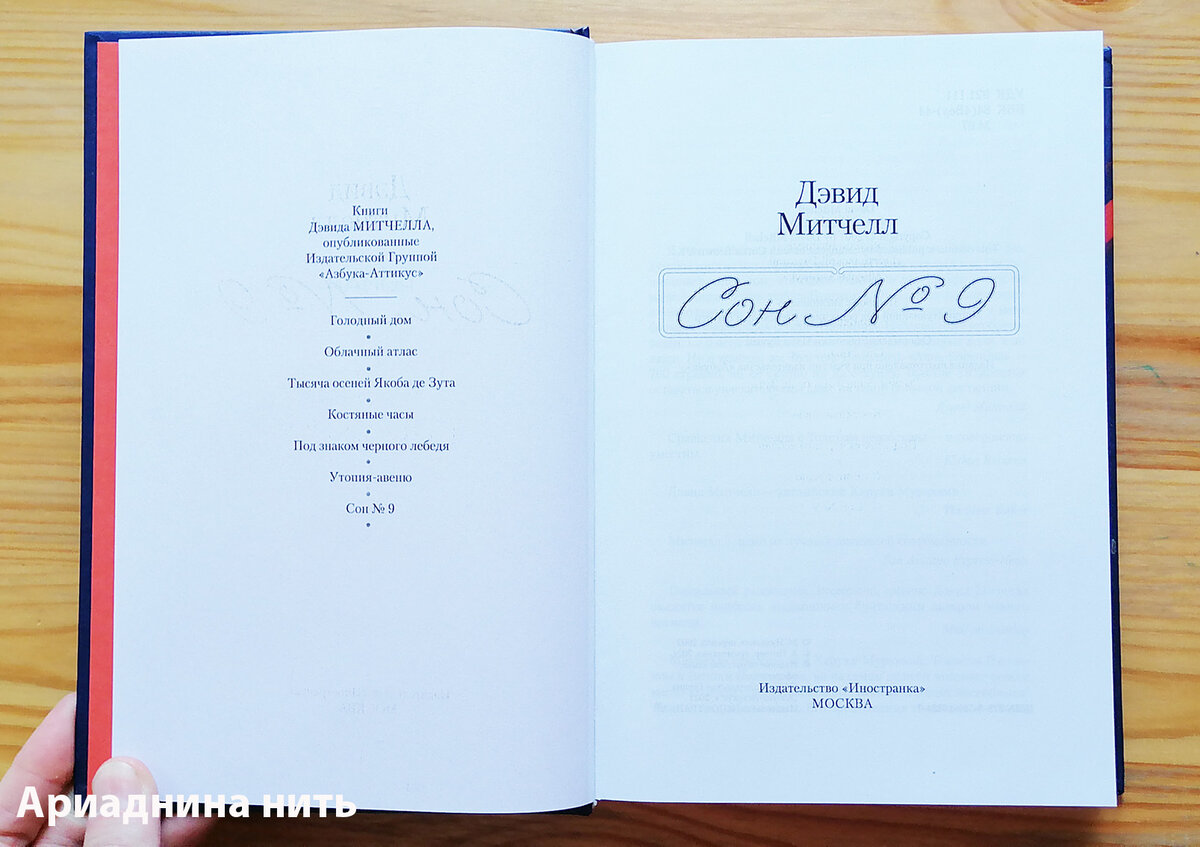 Книги
Дэвида МИТЧЕЛЛА,
опубликованные
Издательской Группой
«Азбука-Аттикус»
Голодный дом
Облачный атлас
Тысяча осеней Якоба де Зута
Костяные часы
Под знаком черного лебедя
Утопия-авеню
Сон № 9
Дэвид
Митчелл
Сон № 9
Издательство «Иностранка»
МОСКВА
Ариаднина нить